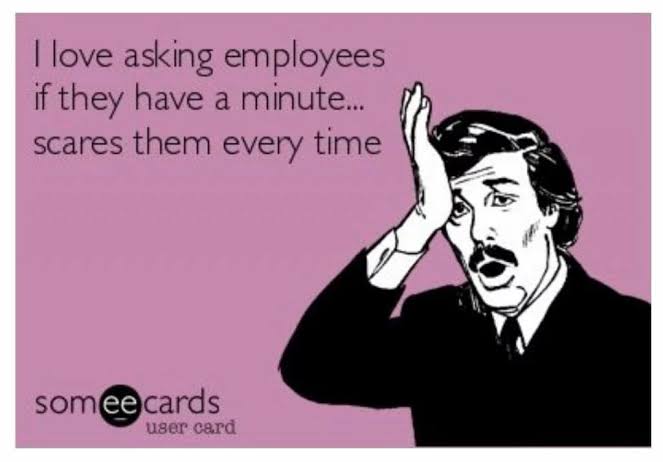 I love asking employees
if they have a minute...
scares them every time
someecards
user card